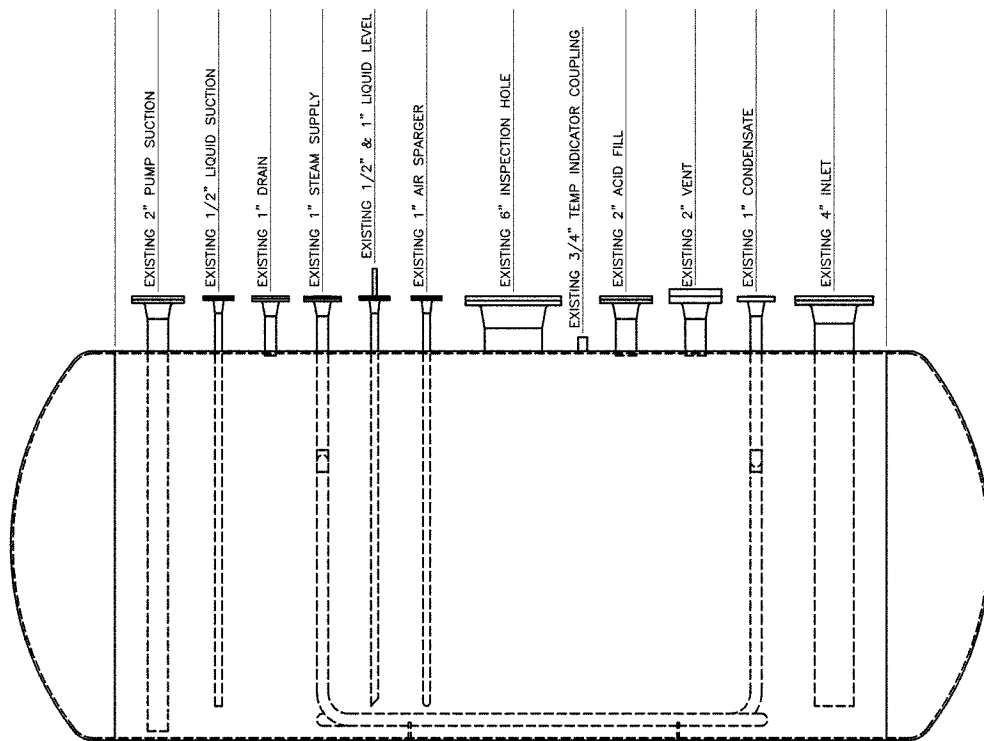 EXISTING 2" PUMP SUCTION
EXISTING 1/2" LIQUID SUCTION
EXISTING 1" DRAIN
EXISTING 1" STEAM SUPPLY
EXISTING 1/2" & 1" LIQUID LEVEL
EXISTING 1" AIR SPARGER
EXISTING 6" INSPECTION HOLE
EXISTING 3/4" TEMP INDICATOR COUPLING
EXISTING 2" ACID FILL
EXISTING 2" VENT
EXISTING 1" CONDENSATE
EXISTING 4" INLET